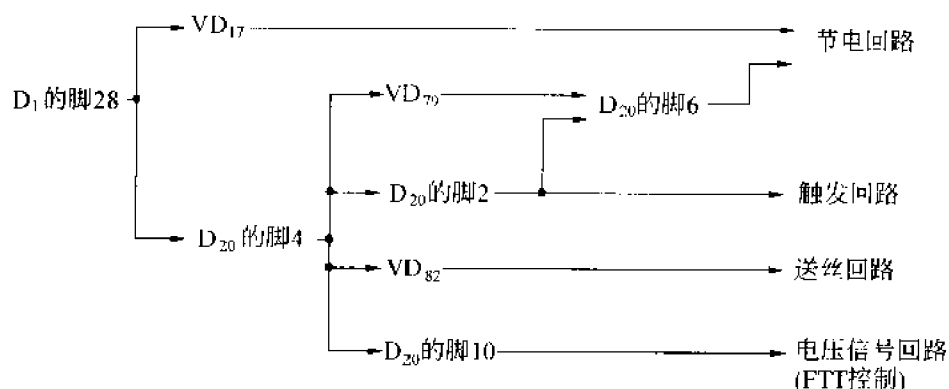 VD₁₇
节电回路
D₁的脚28
VD₇₉
D₂₀的脚6
D₂₀的脚2
触发回路
D₂₀的脚4
VD₈₂
送丝回路
D₂₀的脚10
电压信号回路
(FTT控制)